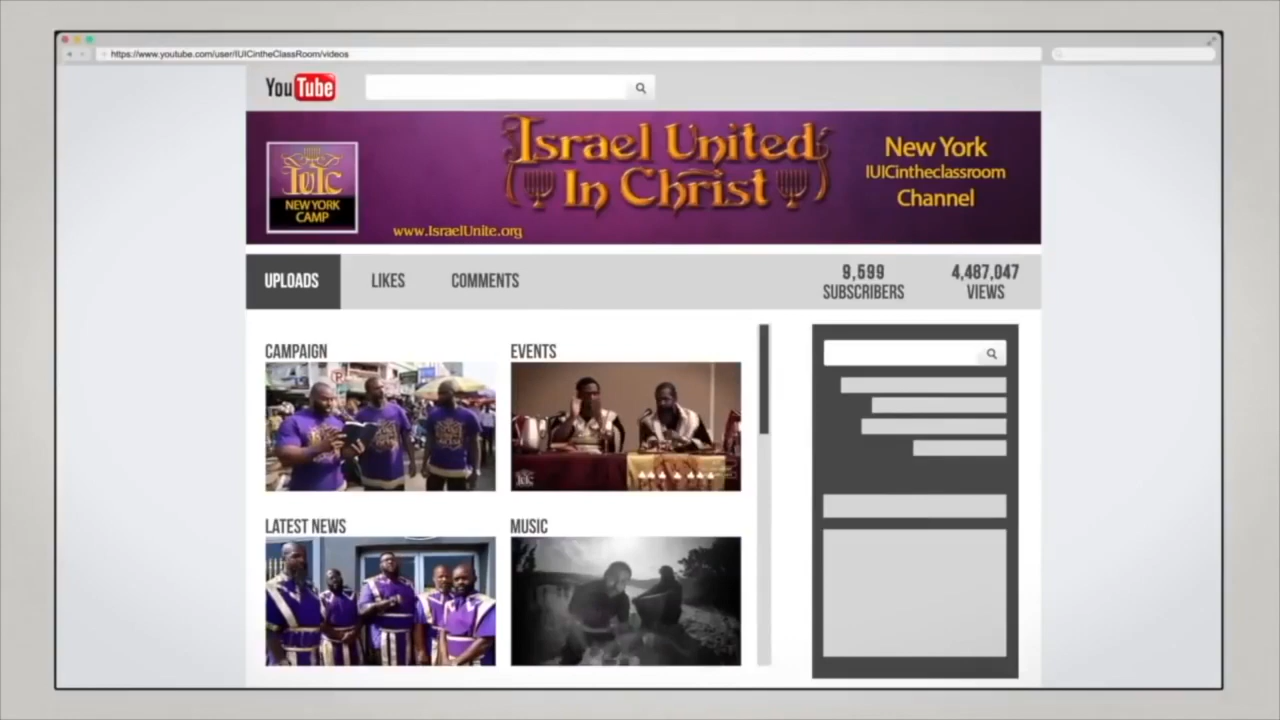 https://www.youtube.com/user/IUICintheClassRoom/videos
YouTube
Israel United
In Christ
IUIC
NEW YORK
CAMP
www.IsraelUnite.org
New York
IUICintheclassroom
Channel
UPLOADS
LIKES
COMMENTS
9,599
SUBSCRIBERS
4,487,047
VIEWS
CAMPAIGN
EVENTS
IUIC
LATEST NEWS
MUSIC